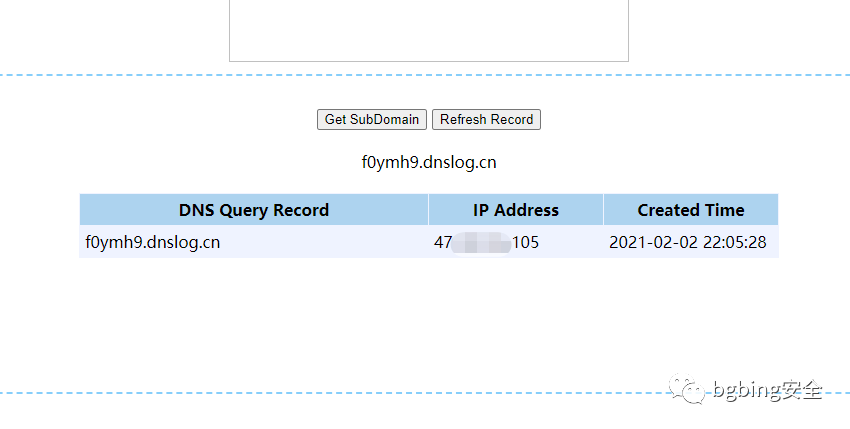 Get SubDomain Refresh Record
f0ymh9.dnslog.cn
DNS Query Record IP Address Created Time
f0ymh9.dnslog.cn 47 105 2021-02-02 22:05:28
bgbing安全